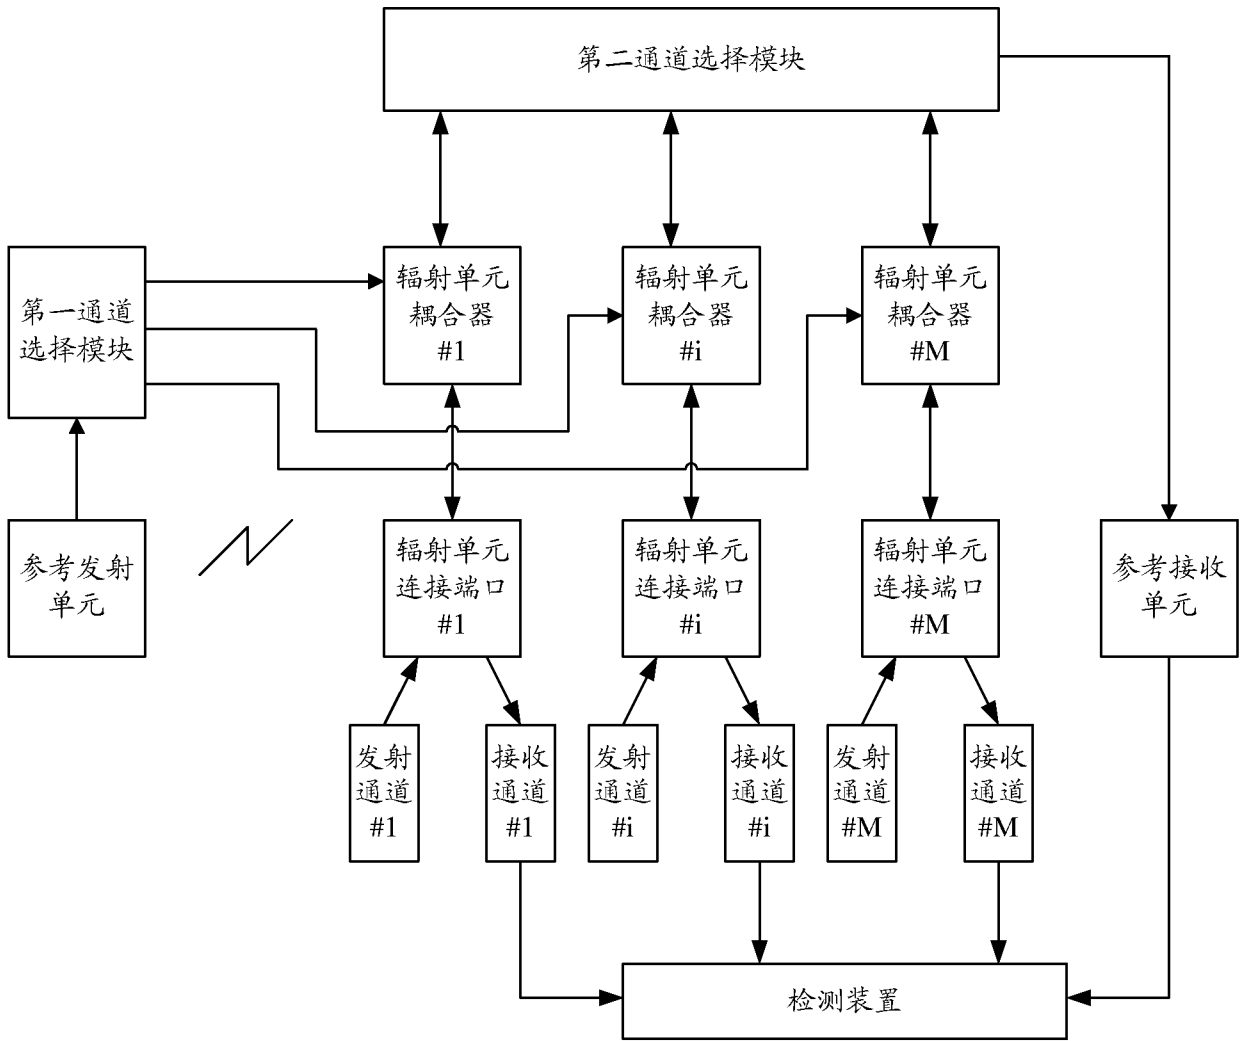 第二通道选择模块
第一通道
选择模块
辐射单元
耦合器
#1
辐射单元
耦合器
#i
辐射单元
耦合器
#M
参考发射
单元
辐射单元
连接端口
#1
辐射单元
连接端口
#i
辐射单元
连接端口
#M
参考接收
单元
发射
通道
#1
接收
通道
#1
发射
通道
#i
接收
通道
#i
发射
通道
#M
接收
通道
#M
检测装置